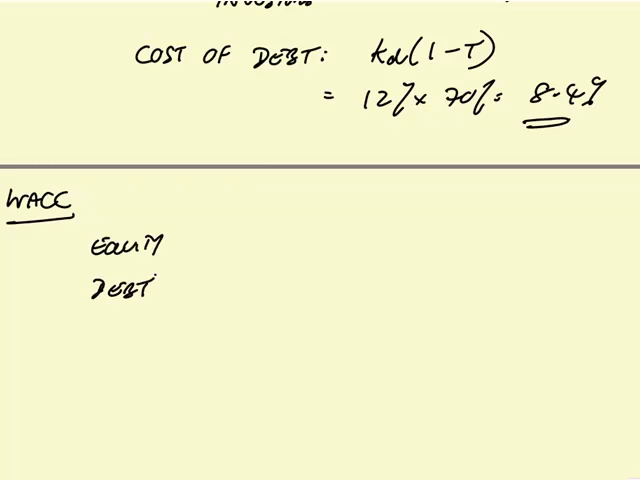 COST OF DEBT: Kd(1-T)
= 12% x 70% = 8.4%
WACC
EQUITY
DEBT